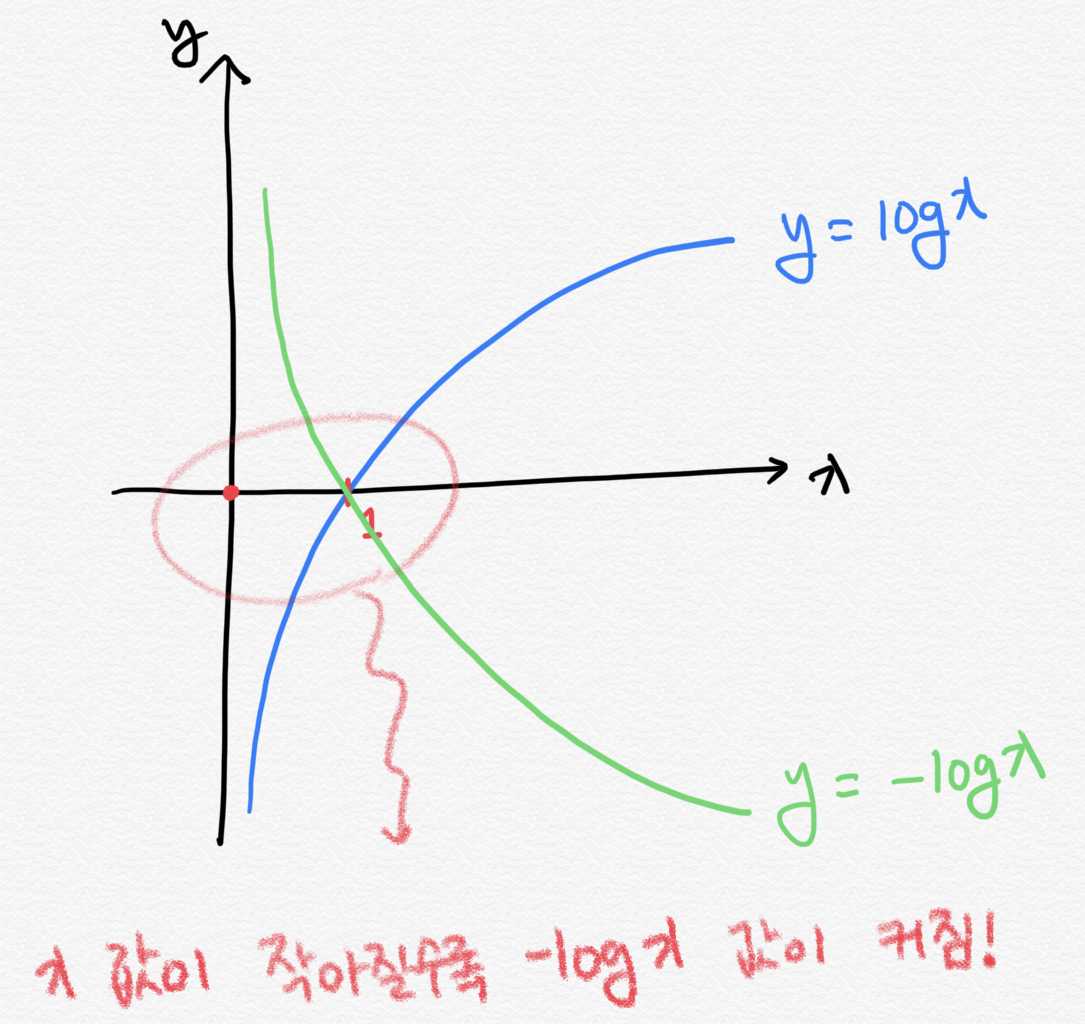 y
y = log x
x
1
y = -log x
x 값이 작아질수록 -log x 값이 커짐!